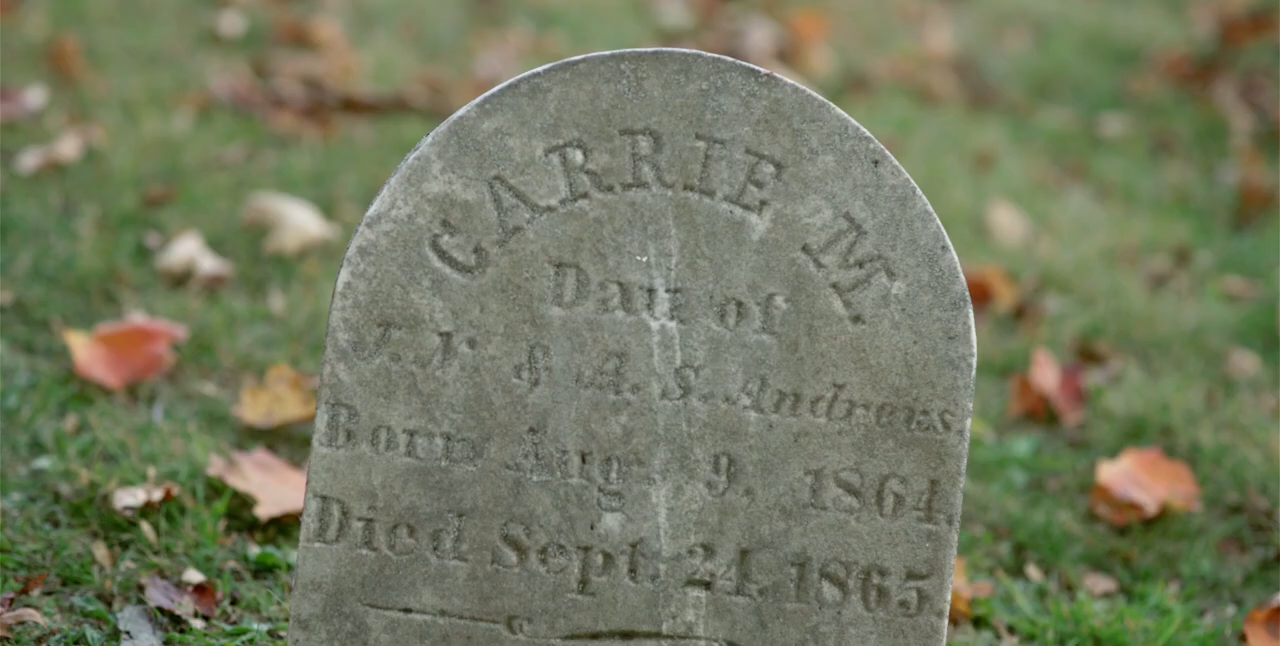 CARRIE M.
Dau of
J. & A. S. Andrews
Born Aug. 9, 1864.
Died Sept. 24, 1865